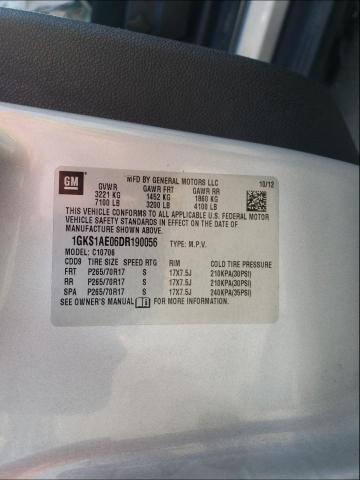 GM
MFD BY GENERAL MOTORS LLC 10/12
GVWR GAWR FRT GAWR RR
3221 KG 1452 KG 1860 KG
7100 LB 3200 LB 4100 LB
THIS VEHICLE CONFORMS TO ALL APPLICABLE U.S. FEDERAL MOTOR
VEHICLE SAFETY STANDARDS IN EFFECT ON THE DATE OF
MANUFACTURE SHOWN ABOVE.
1GKS1AE06DR190056 TYPE: M.P.V.
MODEL: C10706
CDD9 TIRE SIZE SPEED RTG RIM COLD TIRE PRESSURE
FRT P265/70R17 S 17X7.5J 210KPA(30PSI)
RR P265/70R17 S 17X7.5J 210KPA(30PSI)
SPA P265/70R17 S 17X7.5J 240KPA(35PSI)
SEE OWNER'S MANUAL FOR MORE INFORMATION.